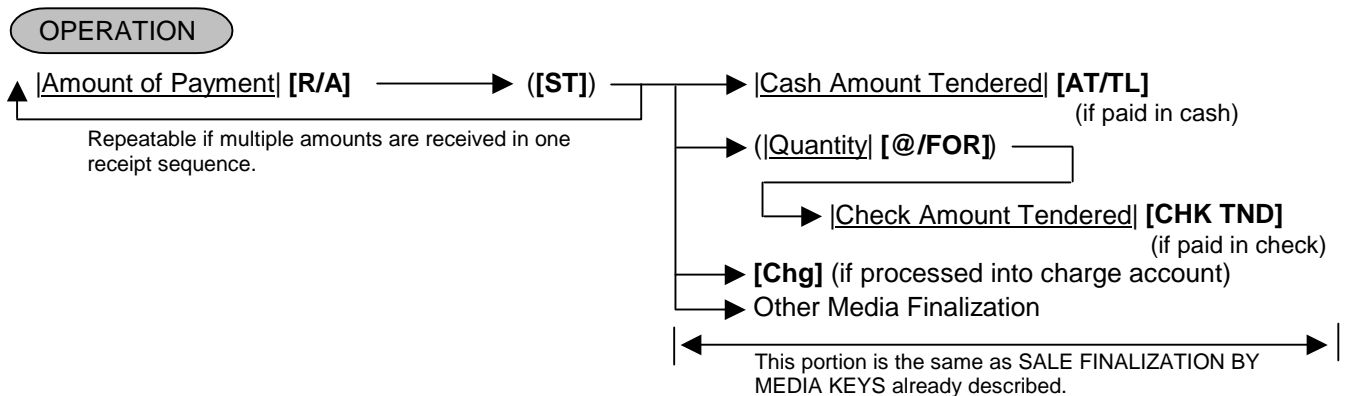 OPERATION
|Amount of Payment| [R/A] ([ST]) |Cash Amount Tendered| [AT/TL]
(if paid in cash)
Repeatable if multiple amounts are received in one
receipt sequence.
(|Quantity| [@/FOR])
|Check Amount Tendered| [CHK TND]
(if paid in check)
[Chg] (if processed into charge account)
Other Media Finalization
This portion is the same as SALE FINALIZATION BY
MEDIA KEYS already described.